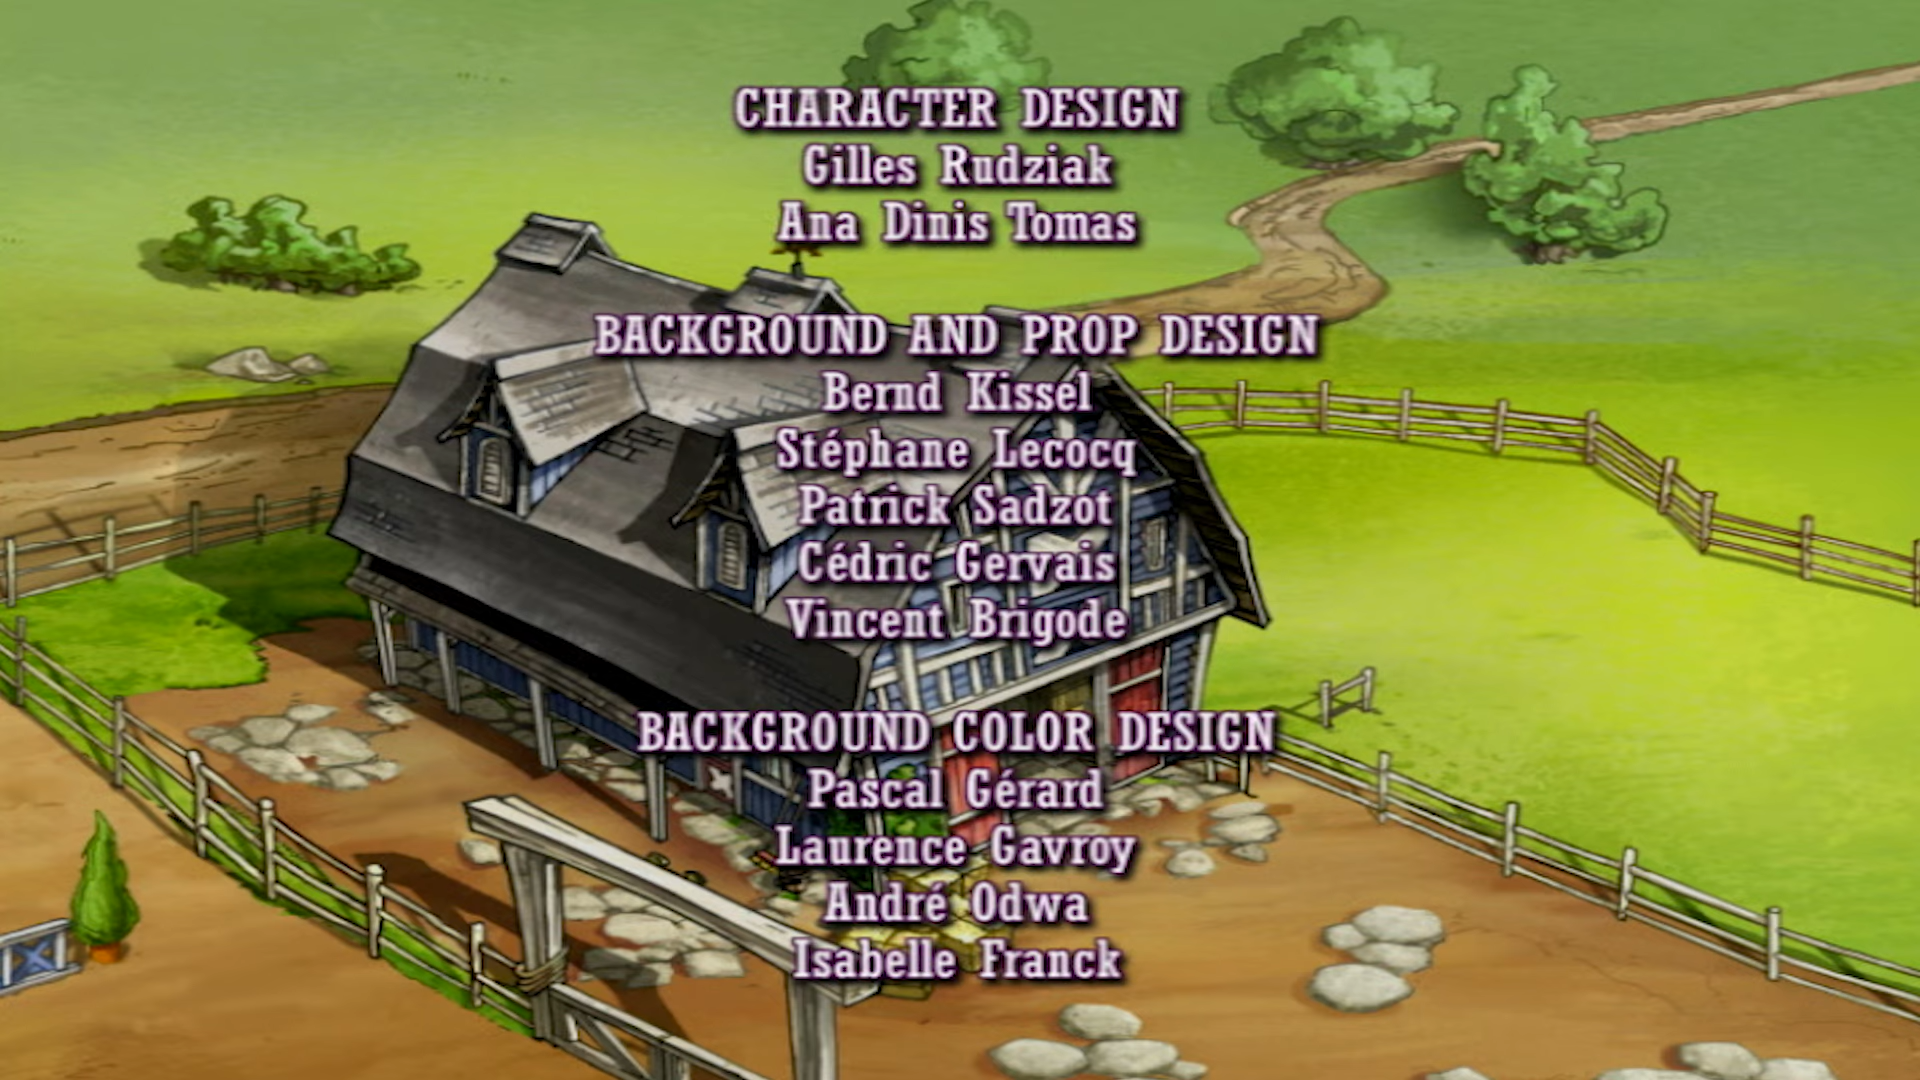 CHARACTER DESIGN
Gilles Rudziak
Ana Dinis Tomas
BACKGROUND AND PROP DESIGN
Bernd Kissel
Stéphane Lecocq
Patrick Sadzot
Cédric Gervais
Vincent Brigode
BACKGROUND COLOR DESIGN
Pascal Gérard
Laurence Gavroy
André Odwa
Isabelle Franck